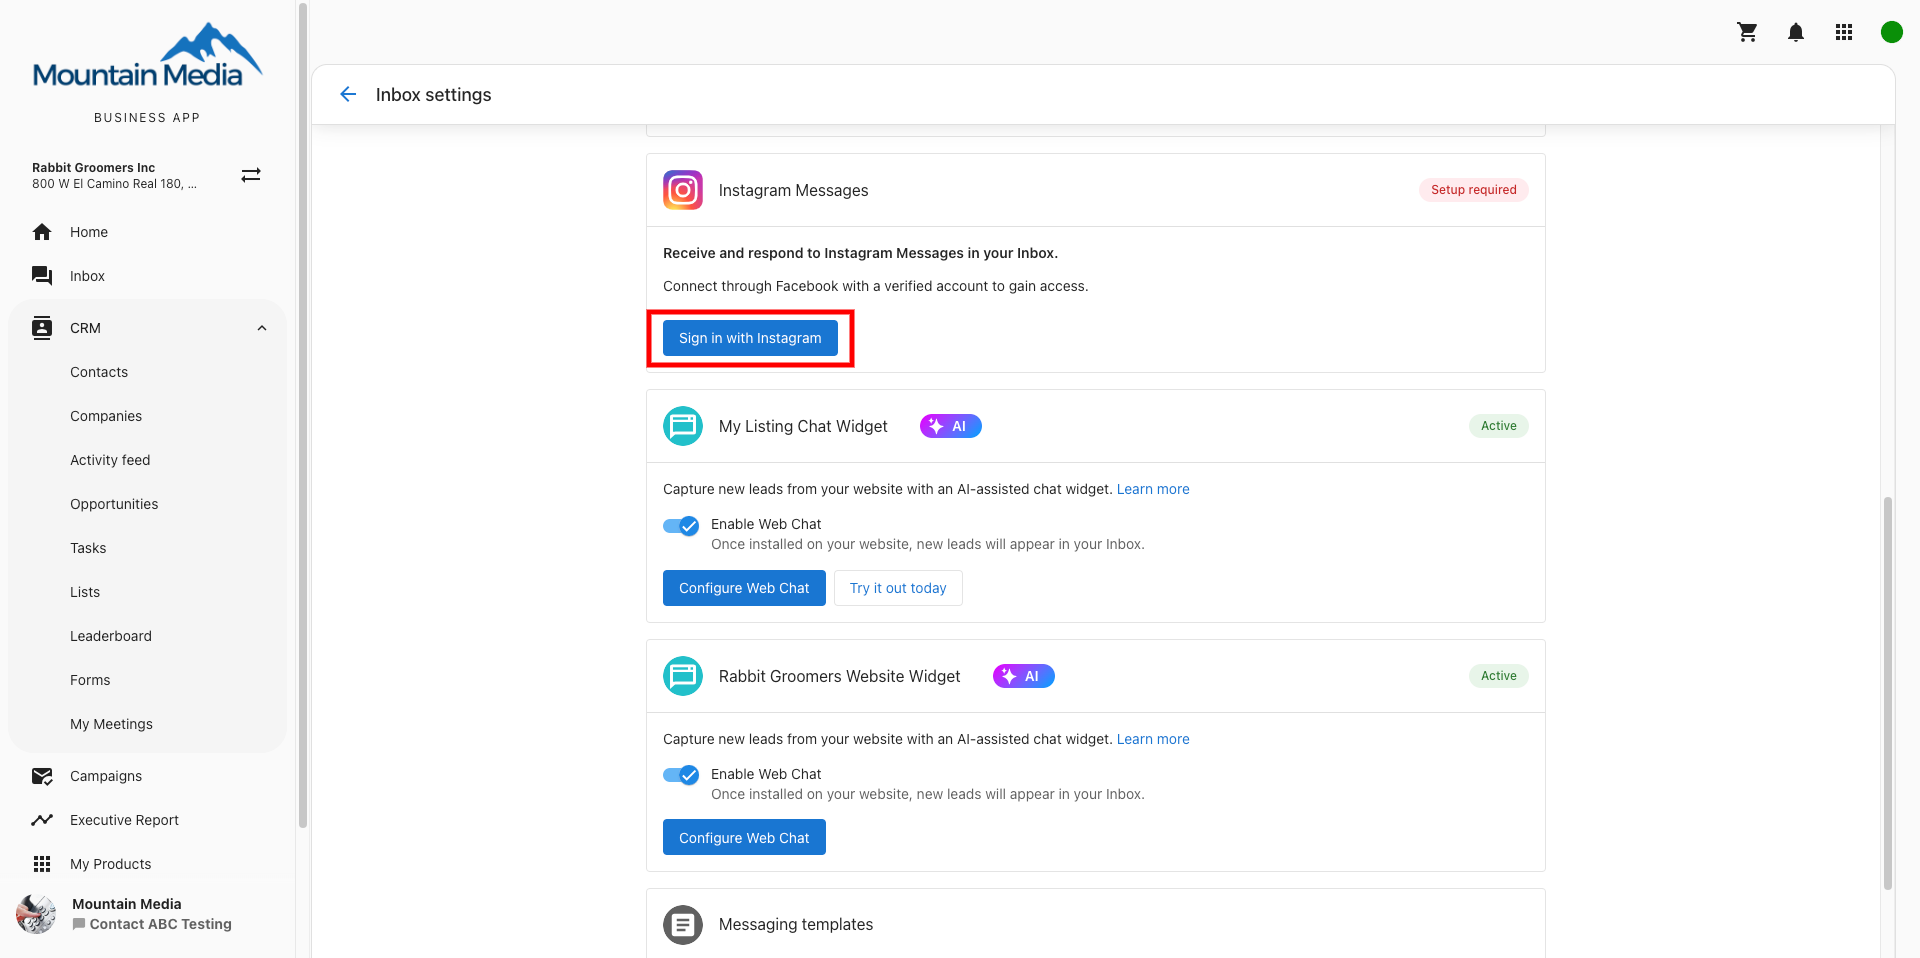 Mountain Media
BUSINESS APP
Rabbit Groomers Inc
800 W El Camino Real 180, ...
Home
Inbox
CRM
Contacts
Companies
Activity feed
Opportunities
Tasks
Lists
Leaderboard
Forms
My Meetings
Campaigns
Executive Report
My Products
Mountain Media
Contact ABC Testing
Inbox settings
Instagram Messages
Setup required
Receive and respond to Instagram Messages in your Inbox.
Connect through Facebook with a verified account to gain access.
Sign in with Instagram
My Listing Chat Widget
AI
Active
Capture new leads from your website with an AI-assisted chat widget. Learn more
Enable Web Chat
Once installed on your website, new leads will appear in your Inbox.
Configure Web Chat
Try it out today
Rabbit Groomers Website Widget
AI
Active
Capture new leads from your website with an AI-assisted chat widget. Learn more
Enable Web Chat
Once installed on your website, new leads will appear in your Inbox.
Configure Web Chat
Messaging templates